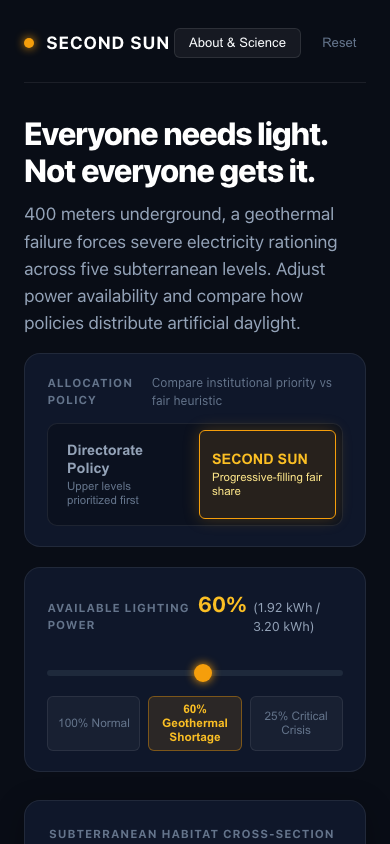 SECOND SUN
About & Science
Reset
Everyone needs light.
Not everyone gets it.
400 meters underground, a geothermal
failure forces severe electricity rationing
across five subterranean levels. Adjust
power availability and compare how
policies distribute artificial daylight.
ALLOCATION
POLICY
Compare institutional priority vs
fair heuristic
Directorate
Policy
Upper levels
prioritized first
SECOND SUN
Progressive-filling fair
share
AVAILABLE LIGHTING
POWER
60%
(1.92 kWh /
3.20 kWh)
100% Normal
60%
Geothermal
Shortage
25% Critical
Crisis
SUBTERRANEAN HABITAT CROSS-SECTION